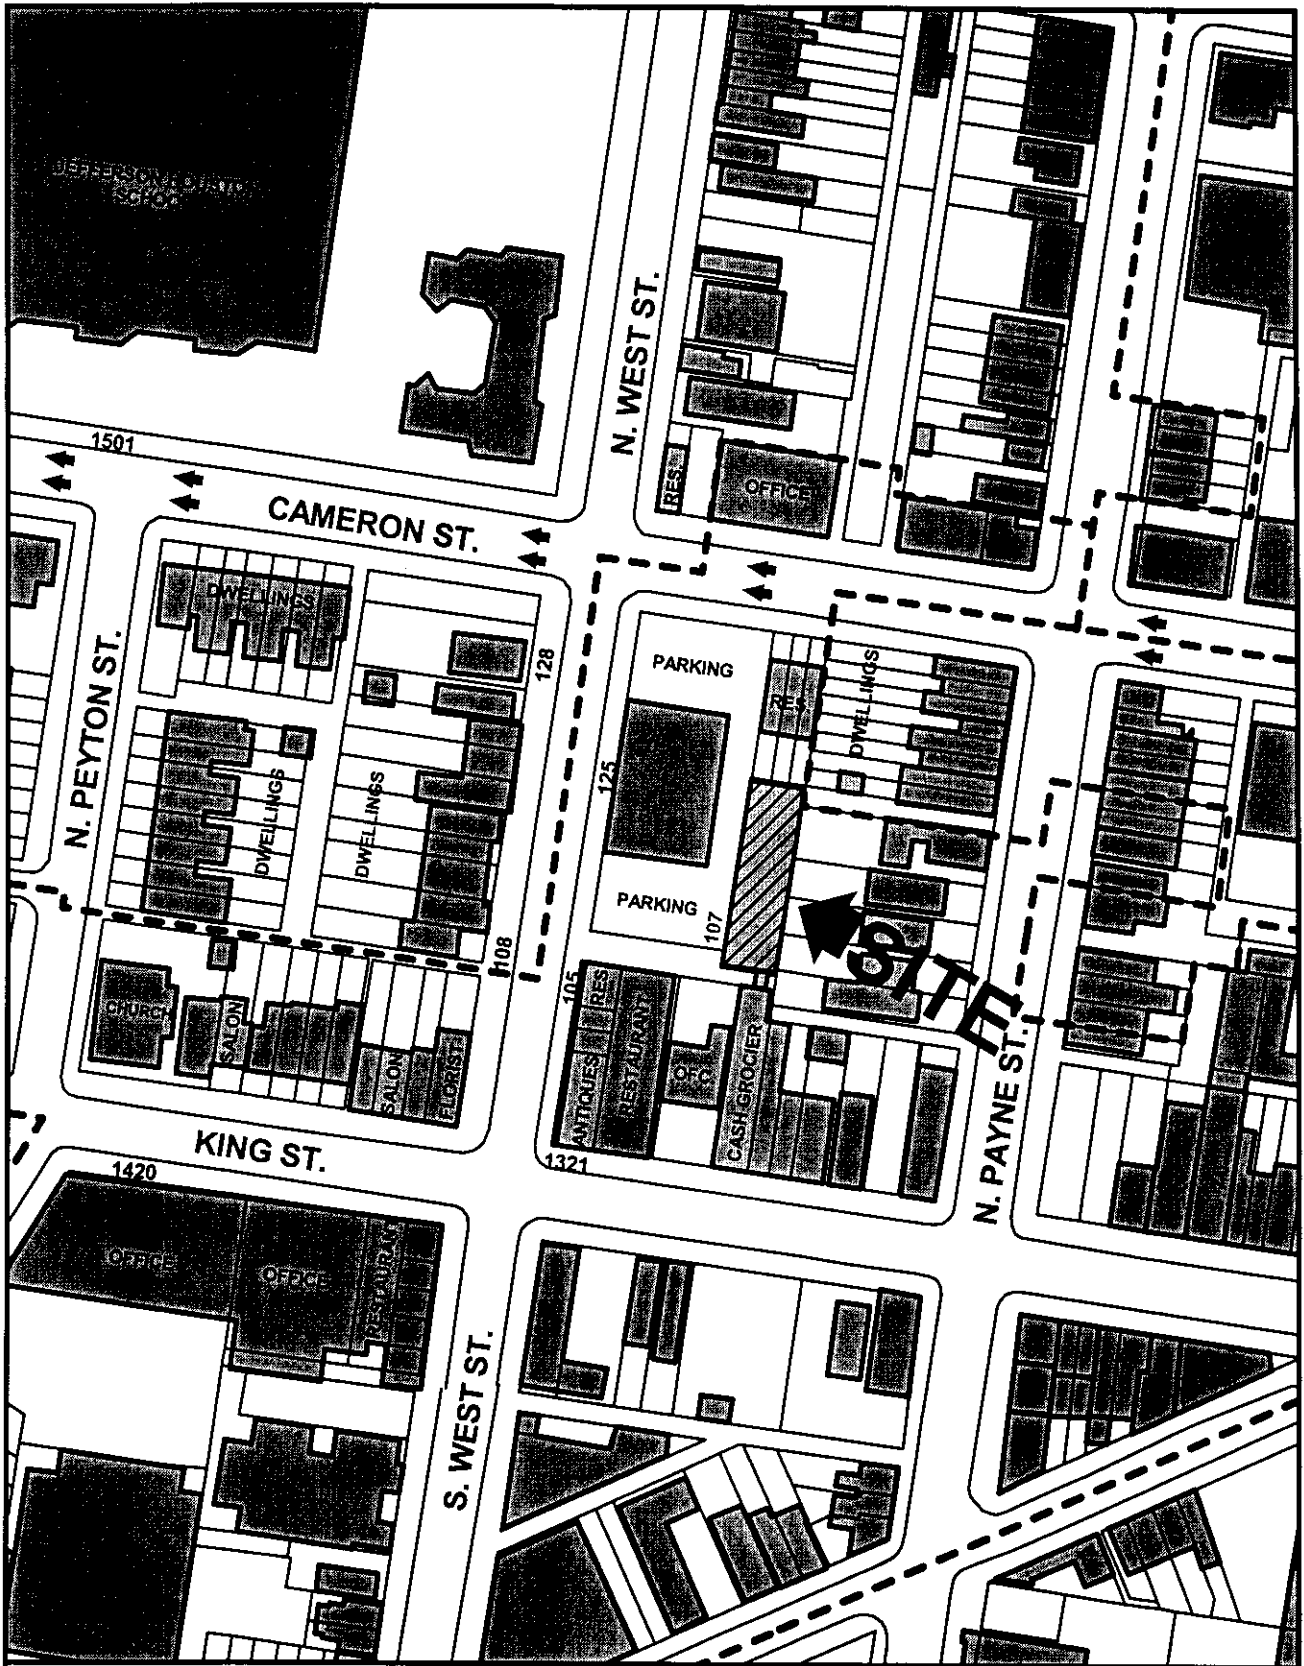 JEFFERSON HOUSTON
SCHOOL
N. WEST ST.
1501
CAMERON ST.
RES.
OFFICE
DWELLINGS
N. PEYTON ST.
128
PARKING
RES.
DWELLINGS
125
DWELLINGS
DWELLINGS
PARKING
107
SITE
108
105
RES
CHURCH
SALON
SALON
FLORIST
ANTIQUES
RESTAURANT
OFC
CASH GROCIER
N. PAYNE ST.
KING ST.
1420
1321
OFFICE
OFFICE
RESTAURANT
S. WEST ST.